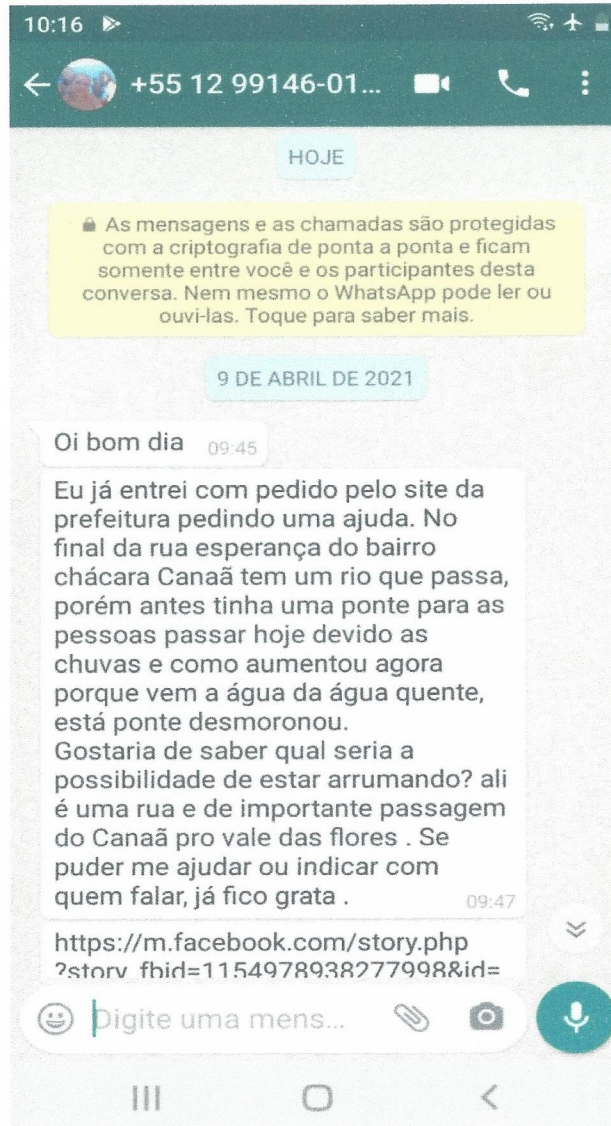 10:16
+55 12 99146-01...
HOJE
As mensagens e as chamadas são protegidas
com a criptografia de ponta a ponta e ficam
somente entre você e os participantes desta
conversa. Nem mesmo o WhatsApp pode ler ou
ouvi-las. Toque para saber mais.
9 DE ABRIL DE 2021
Oi bom dia 09:45
Eu já entrei com pedido pelo site da
prefeitura pedindo uma ajuda. No
final da rua esperança do bairro
chácara Canaã tem um rio que passa,
porém antes tinha uma ponte para as
pessoas passar hoje devido as
chuvas e como aumentou agora
porque vem a água da água quente,
está ponte desmoronou.
Gostaria de saber qual seria a
possibilidade de estar arrumando? ali
é uma rua e de importante passagem
do Canaã pro vale das flores . Se
puder me ajudar ou indicar com
quem falar, já fico grata . 09:47
https://m.facebook.com/story.php
?story_fbid=1154978938277998&id=
Digite uma mens...